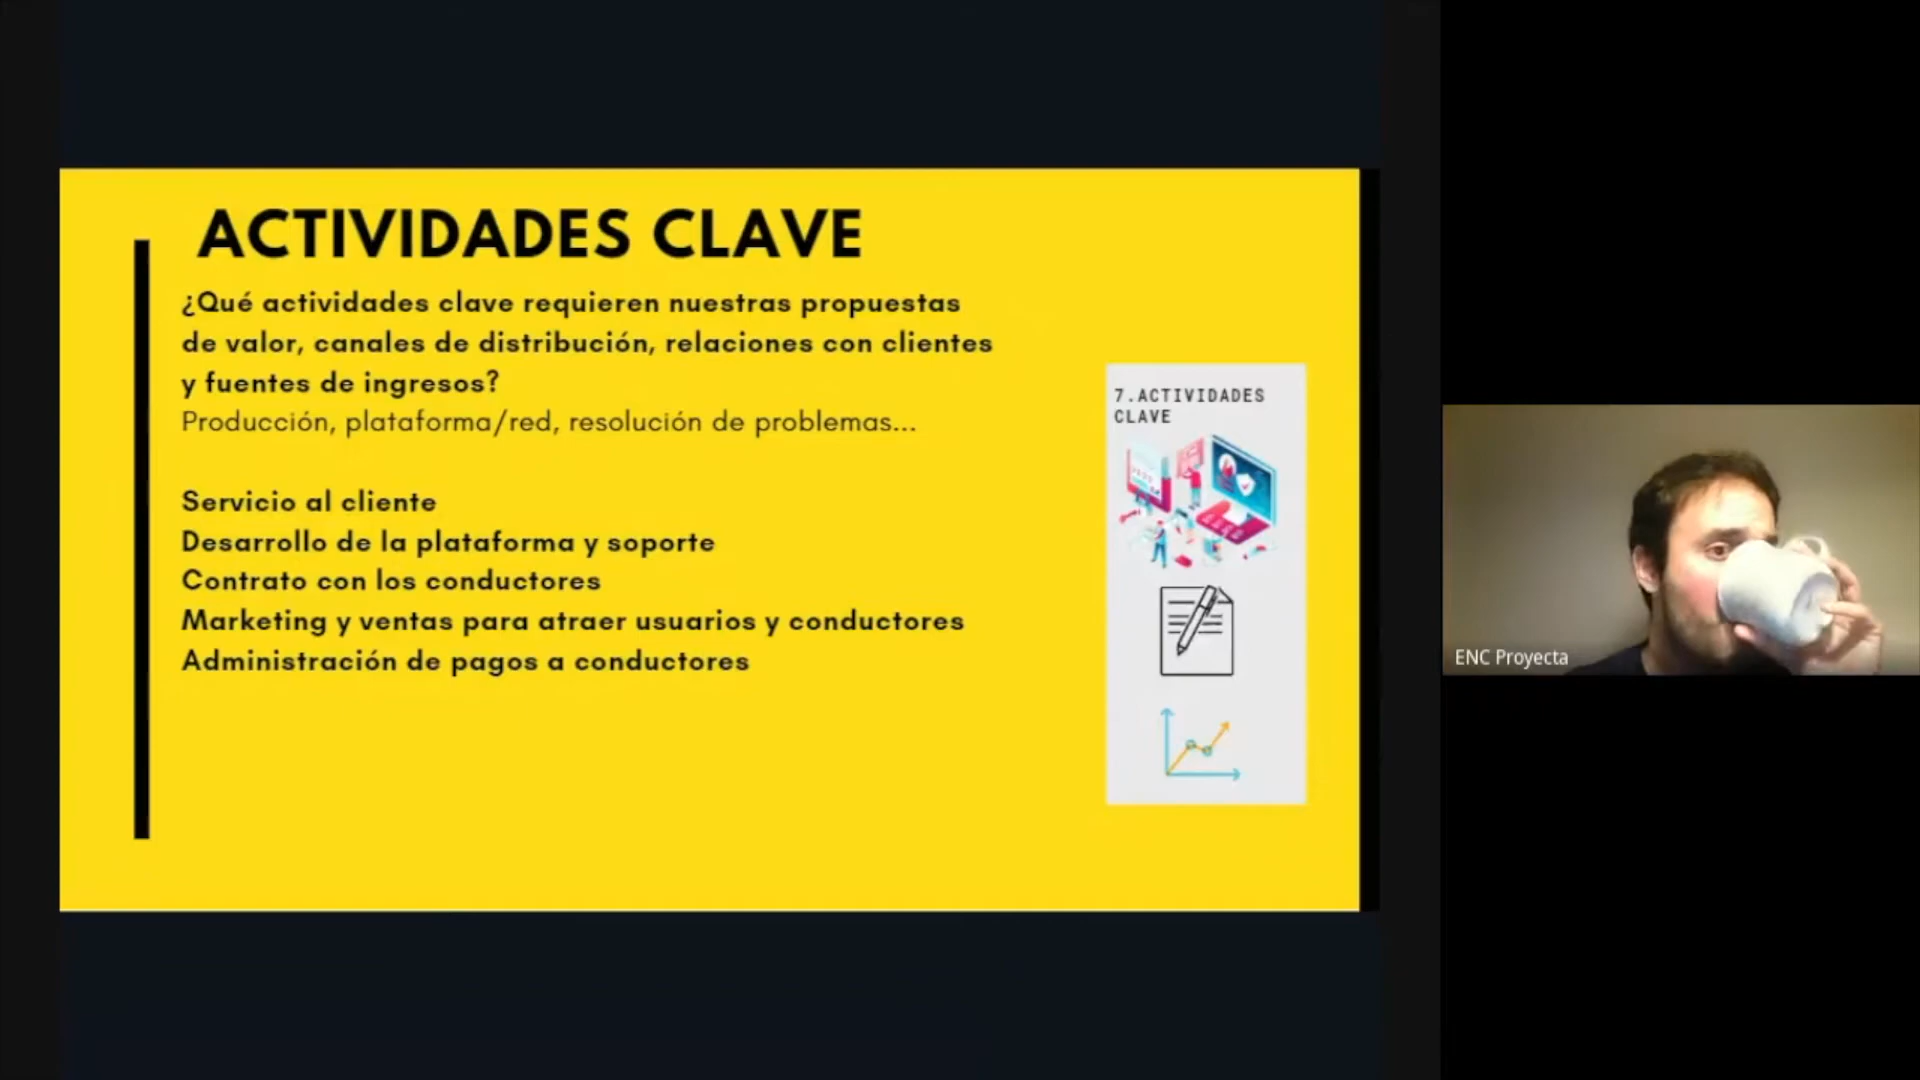 ACTIVIDADES CLAVE
¿Qué actividades clave requieren nuestras propuestas
de valor, canales de distribución, relaciones con clientes
y fuentes de ingresos?
Producción, plataforma/red, resolución de problemas...
Servicio al cliente
Desarrollo de la plataforma y soporte
Contrato con los conductores
Marketing y ventas para atraer usuarios y conductores
Administración de pagos a conductores
7.ACTIVIDADES
CLAVE
ENC Proyecta